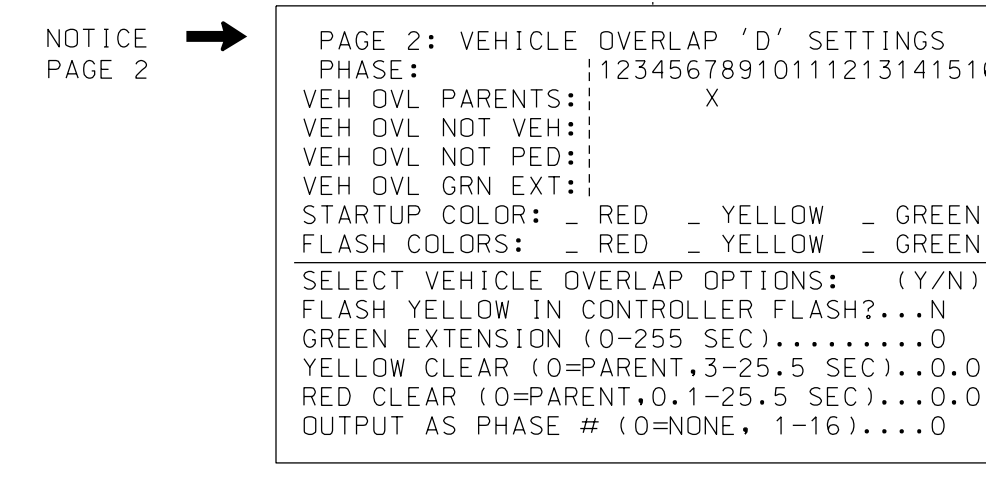 NOTICE
PAGE 2
PAGE 2: VEHICLE OVERLAP 'D' SETTINGS
PHASE: 12345678910111213141516
VEH OVL PARENTS: X
VEH OVL NOT VEH:
VEH OVL NOT PED:
VEH OVL GRN EXT:
STARTUP COLOR: _ RED _ YELLOW _ GREEN
FLASH COLORS: _ RED _ YELLOW _ GREEN
SELECT VEHICLE OVERLAP OPTIONS: (Y/N)
FLASH YELLOW IN CONTROLLER FLASH?...N
GREEN EXTENSION (0-255 SEC).........0
YELLOW CLEAR (0=PARENT,3-25.5 SEC)..0.0
RED CLEAR (0=PARENT,0.1-25.5 SEC)...0.0
OUTPUT AS PHASE # (0=NONE, 1-16)....0